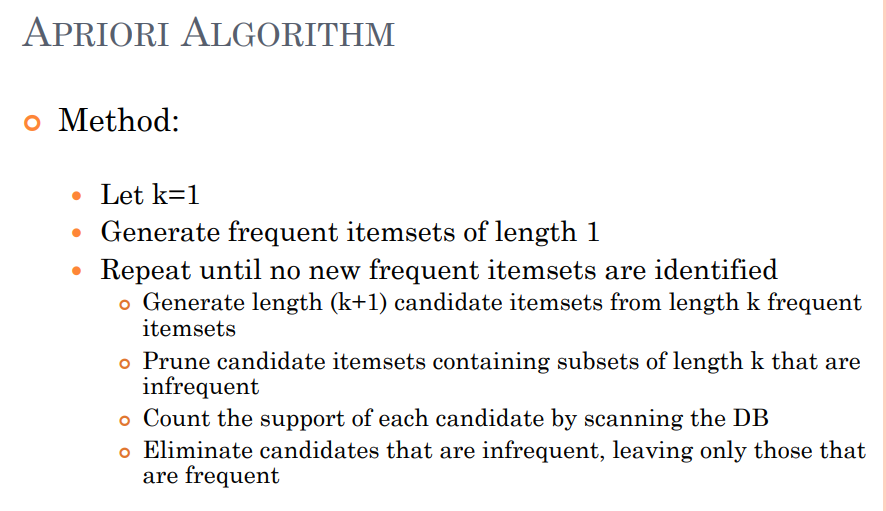 APRIORI ALGORITHM
Method:
Let k=1
Generate frequent itemsets of length 1
Repeat until no new frequent itemsets are identified
Generate length (k+1) candidate itemsets from length k frequent
itemsets
Prune candidate itemsets containing subsets of length k that are
infrequent
Count the support of each candidate by scanning the DB
Eliminate candidates that are infrequent, leaving only those that
are frequent